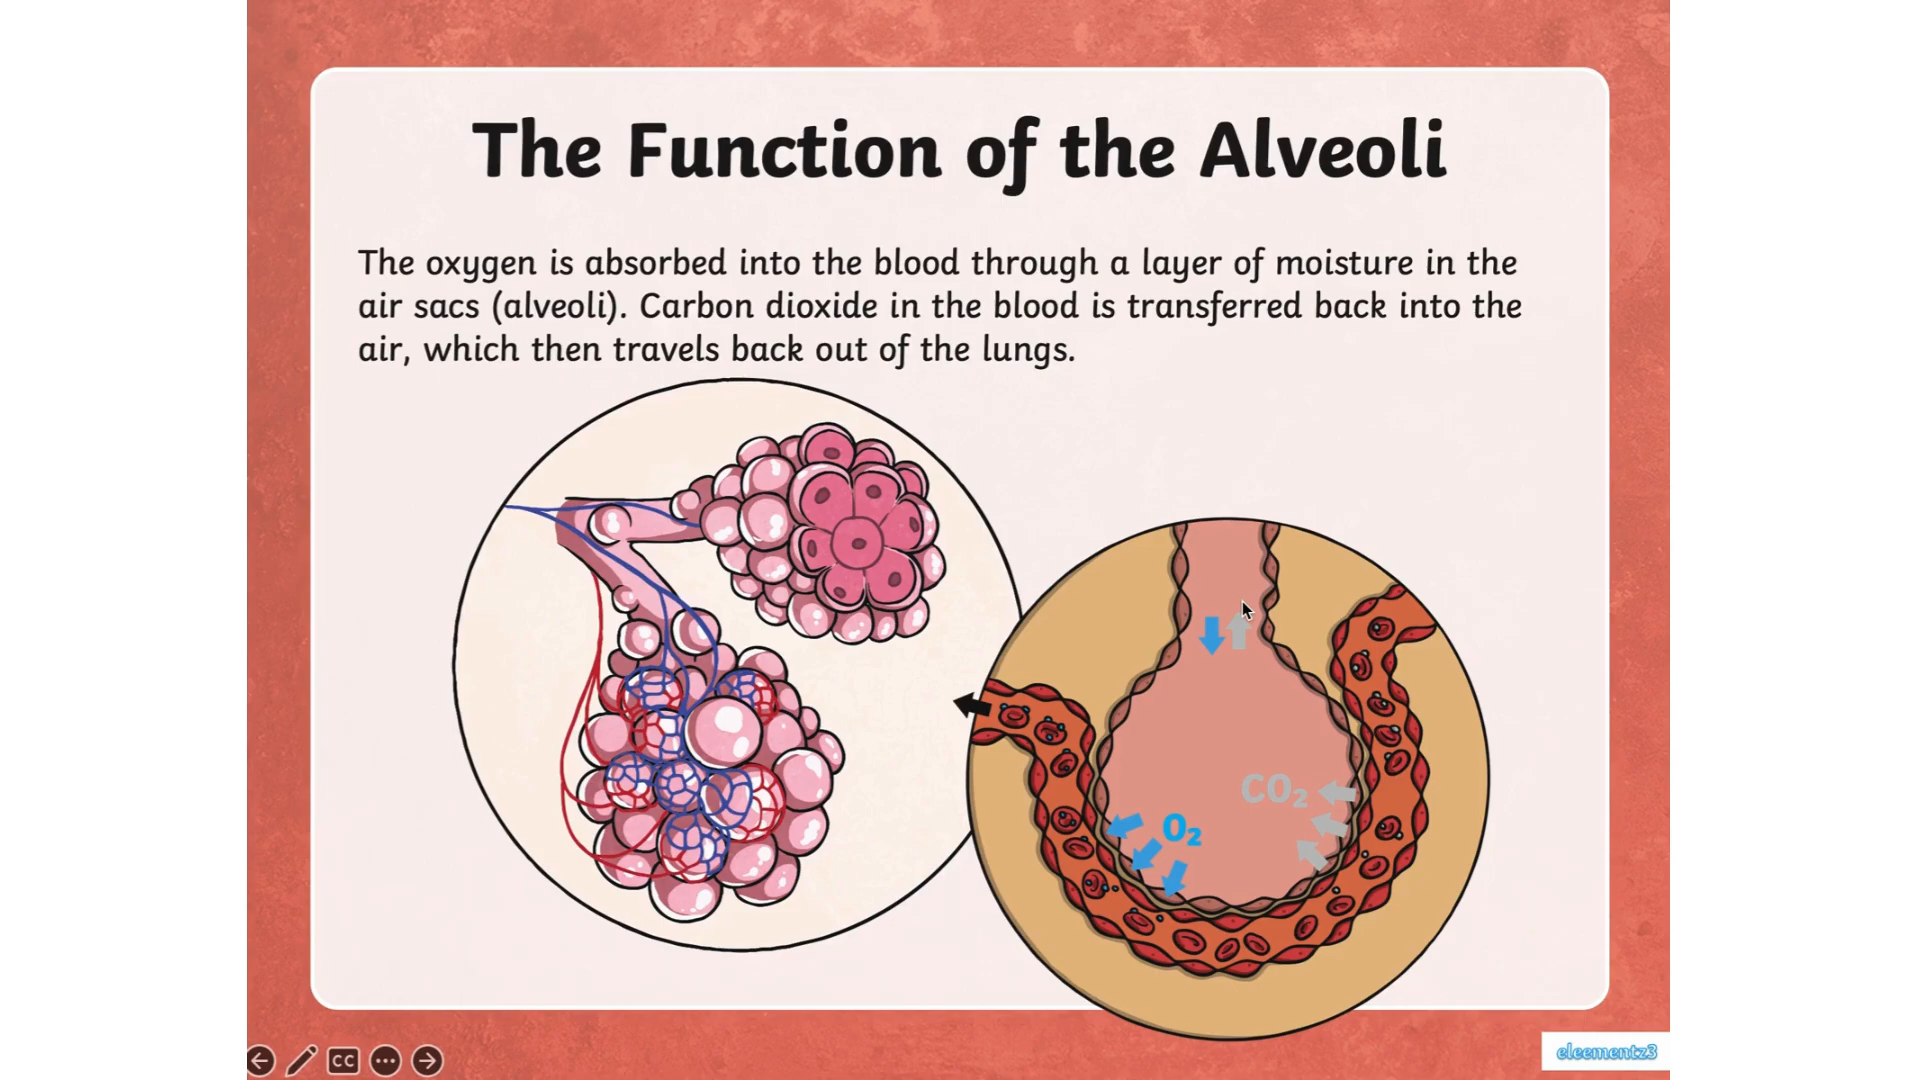 The Function of the Alveoli
The oxygen is absorbed into the blood through a layer of moisture in the
air sacs (alveoli). Carbon dioxide in the blood is transferred back into the
air, which then travels back out of the lungs.
CO₂
O₂
CC
eleementz3